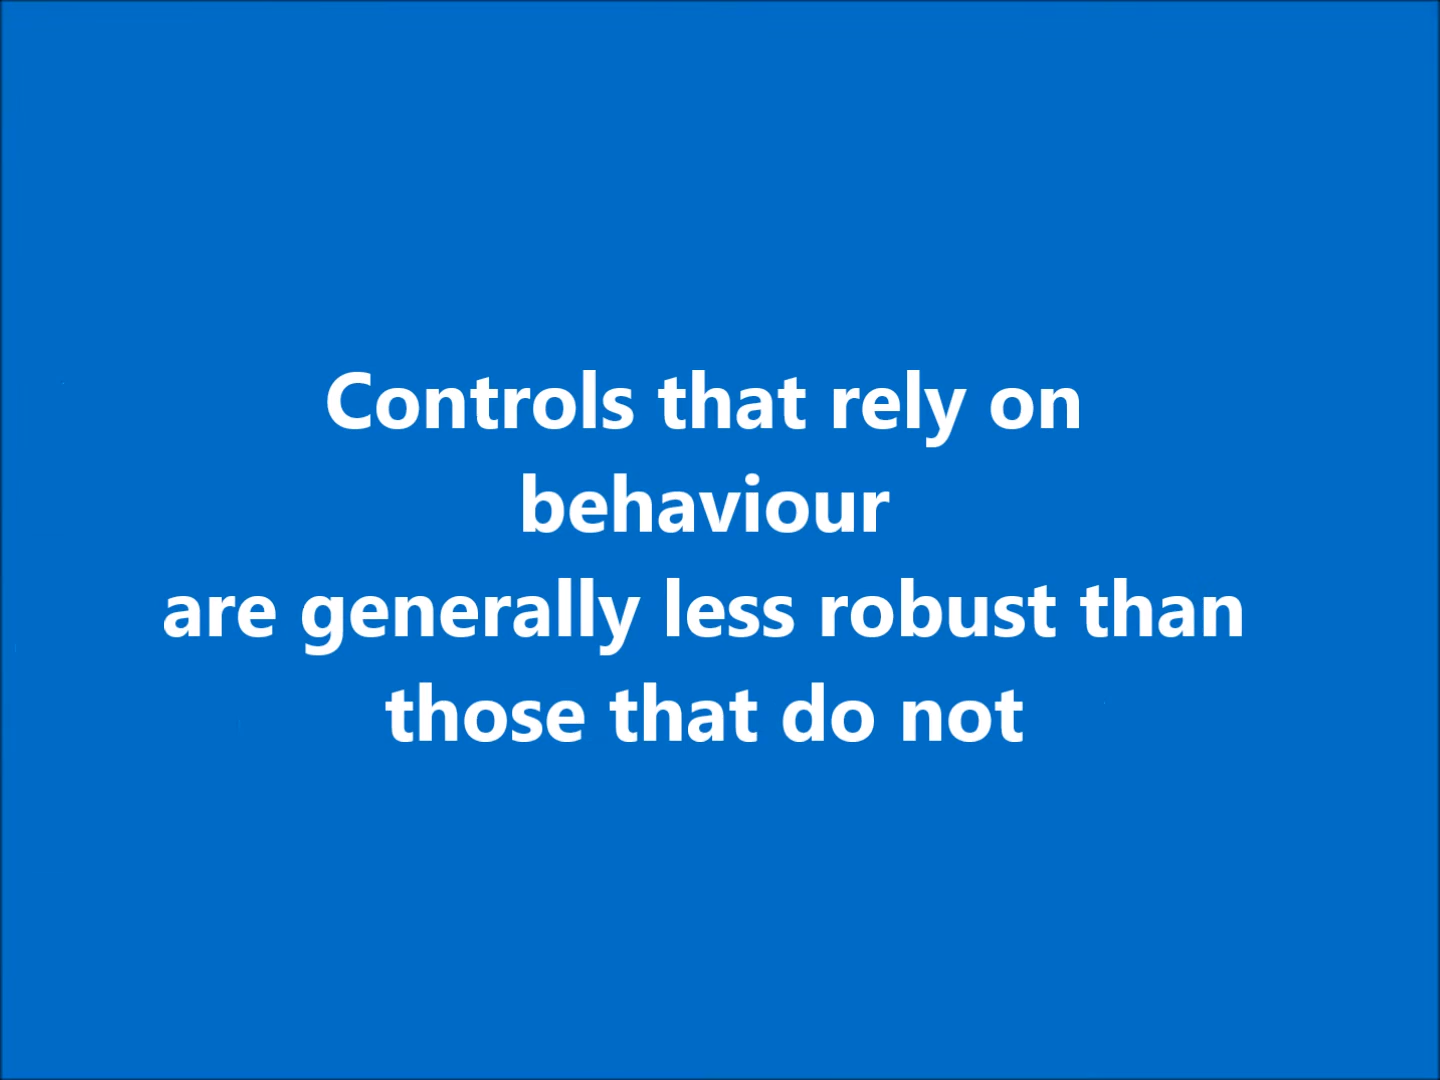 Controls that rely on
behaviour
are generally less robust than
those that do not